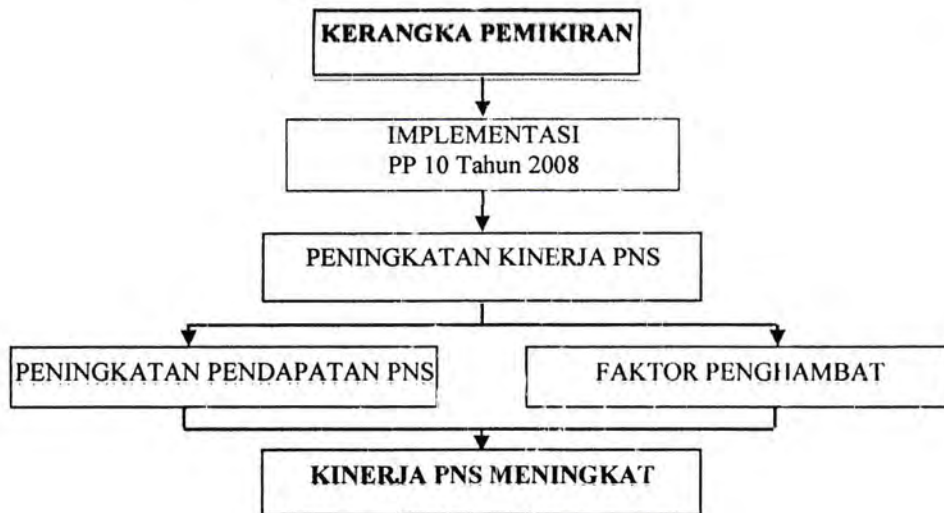 KERANGKA PEMIKIRAN
IMPLEMENTASI
PP 10 Tahun 2008
PENINGKATAN KINERJA PNS
PENINGKATAN PENDAPATAN PNS
FAKTOR PENGHAMBAT
KINERJA PNS MENINGKAT